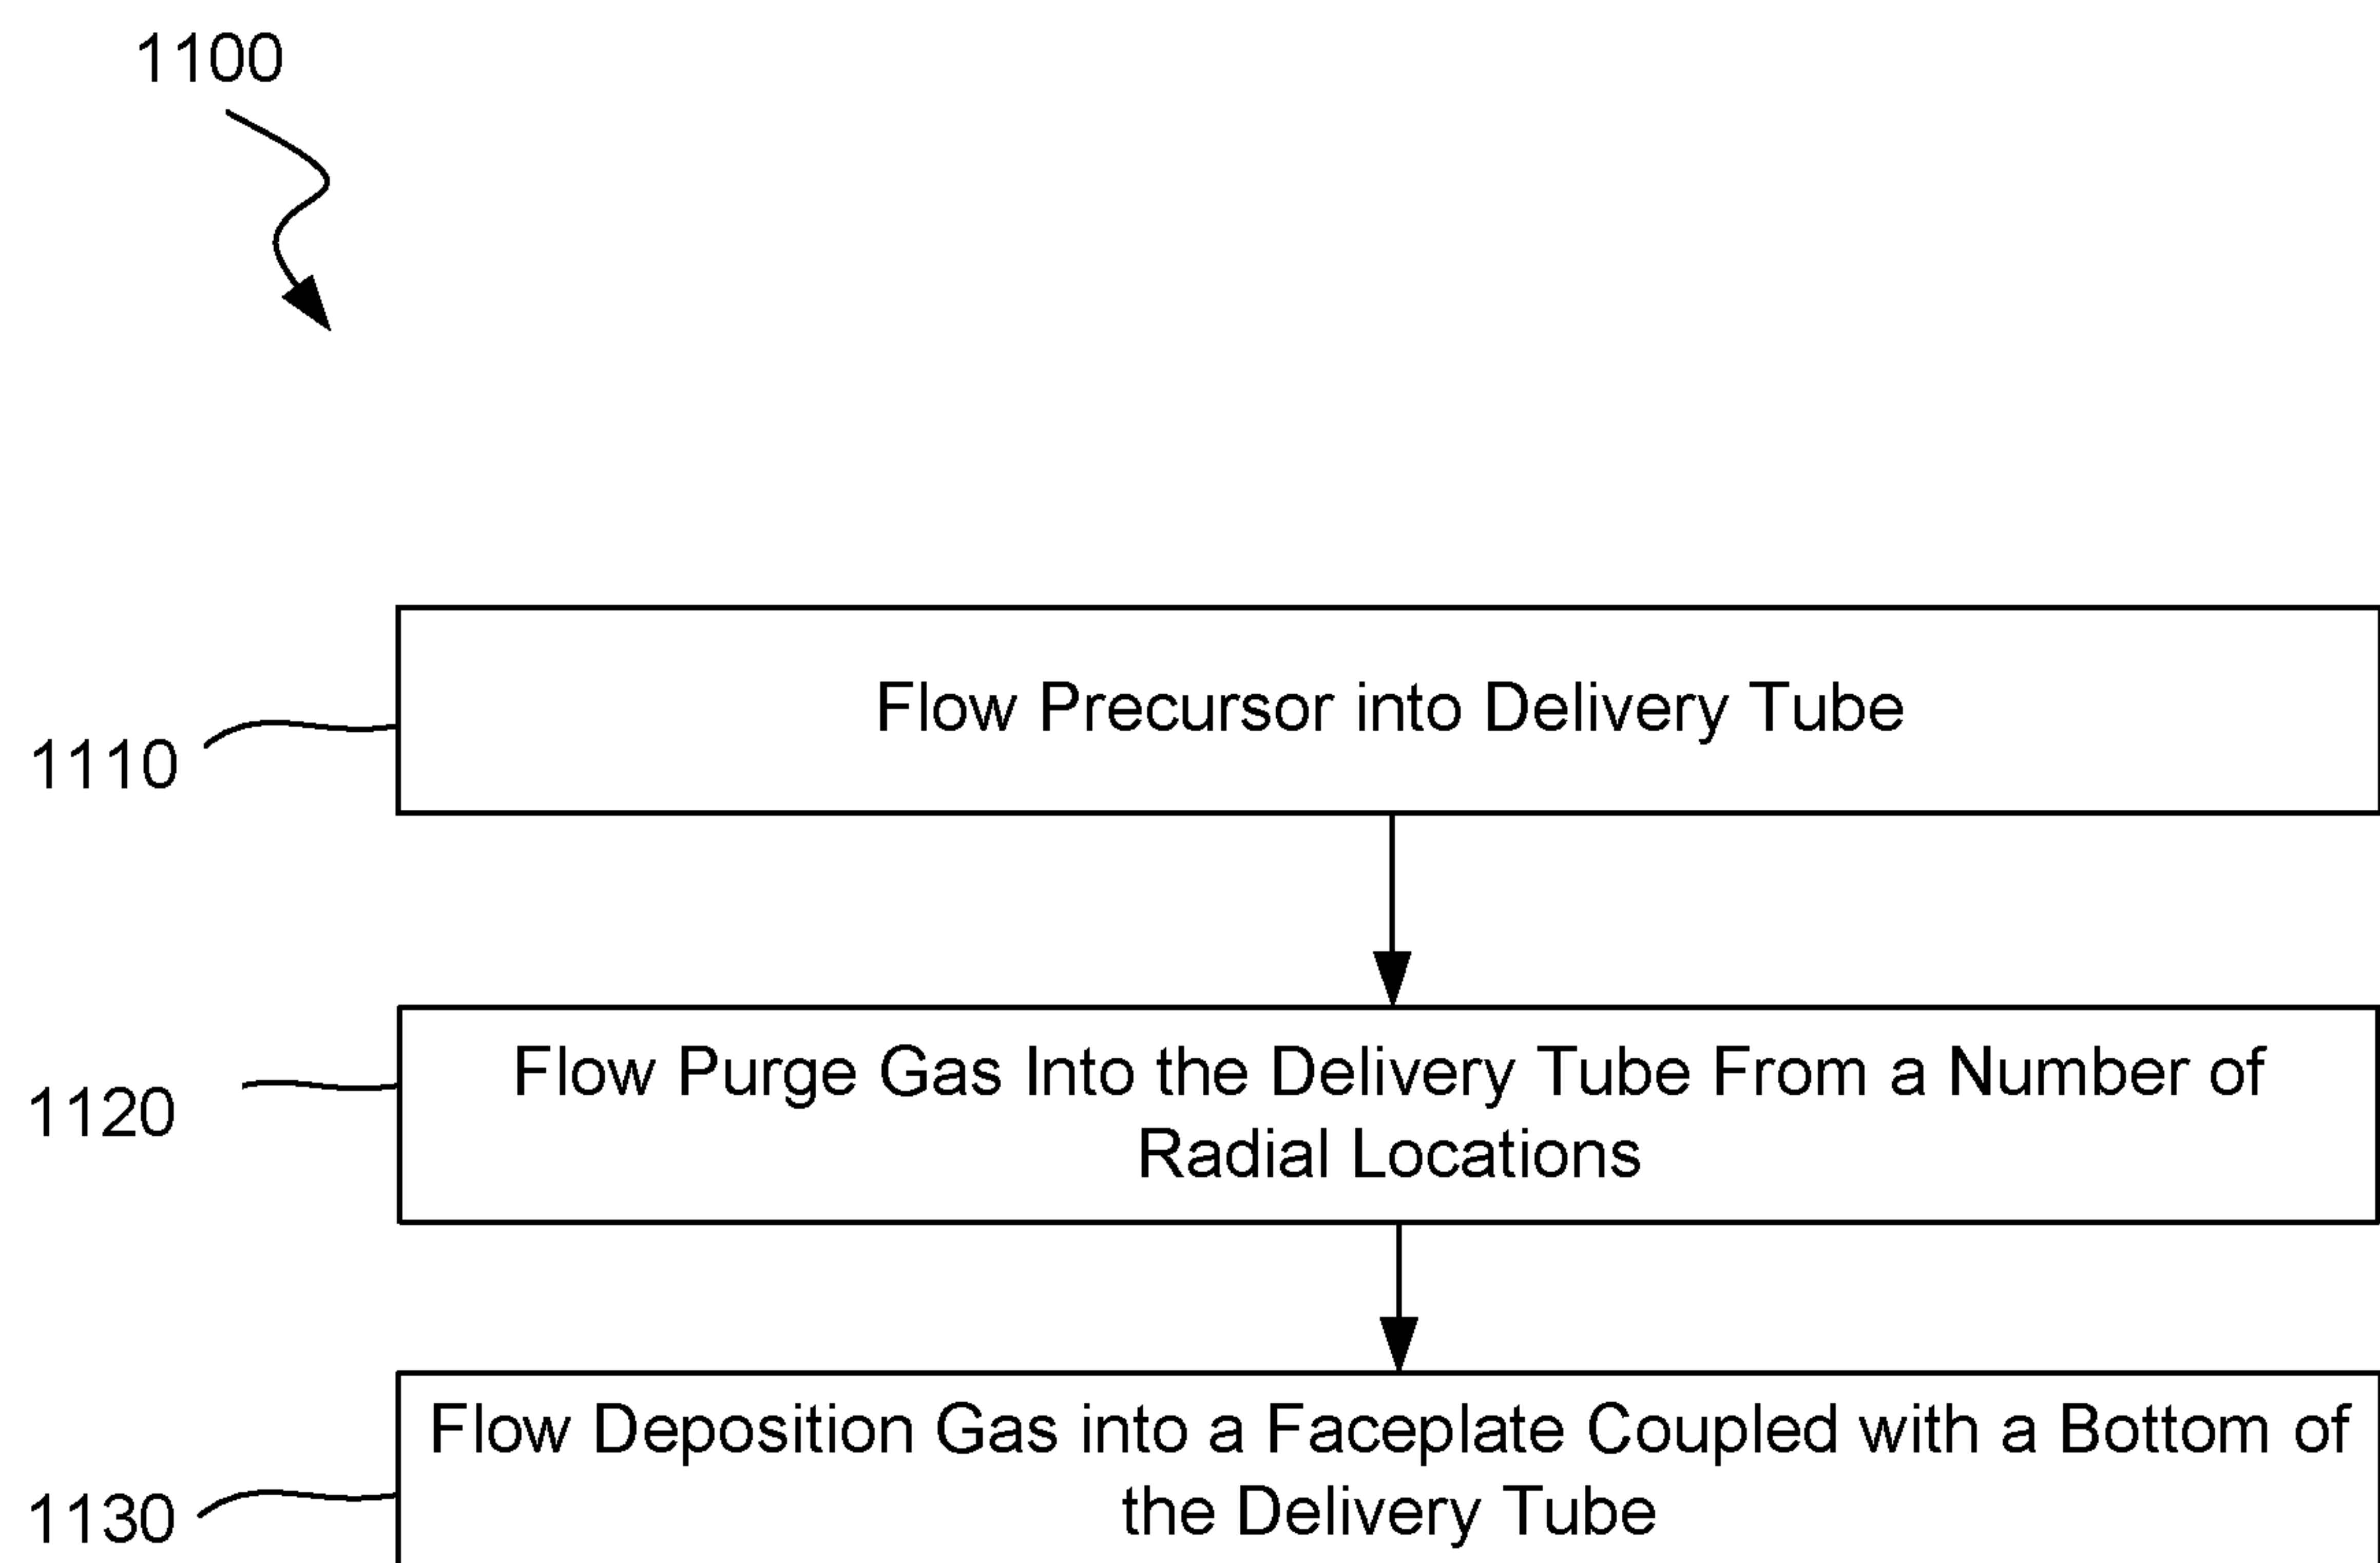 1100
1110
Flow Precursor into Delivery Tube
1120
Flow Purge Gas Into the Delivery Tube From a Number of
Radial Locations
1130
Flow Deposition Gas into a Faceplate Coupled with a Bottom of
the Delivery Tube